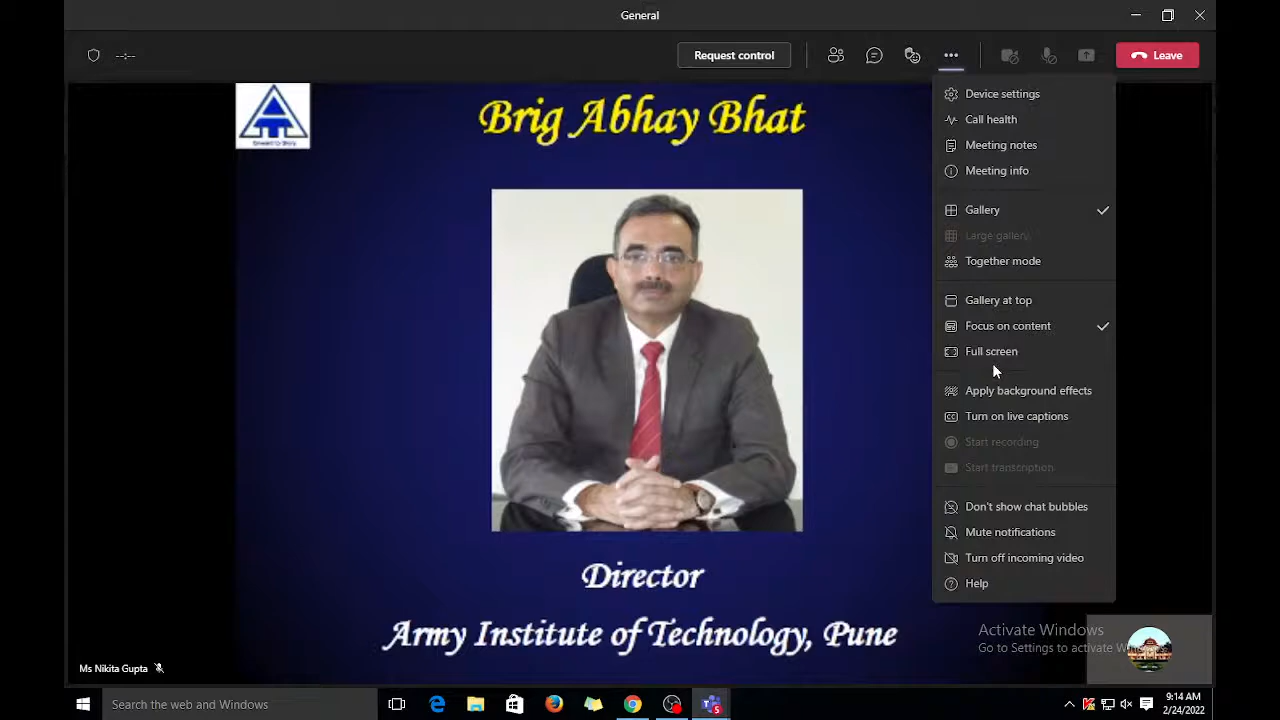 General
Request control
Leave
Brig Abhay Bhat
Device settings
Call health
Meeting notes
Meeting info
Gallery
Large gallery
Together mode
Gallery at top
Focus on content
Full screen
Apply background effects
Turn on live captions
CC
Start recording
Start transcription
Don't show chat bubbles
Mute notifications
Turn off incoming video
Help
Director
Army Institute of Technology, Pune
Activate Windows
Go to Settings to activate Windows.
Ms Nikita Gupta
Search the web and Windows
9:14 AM
2/24/2022